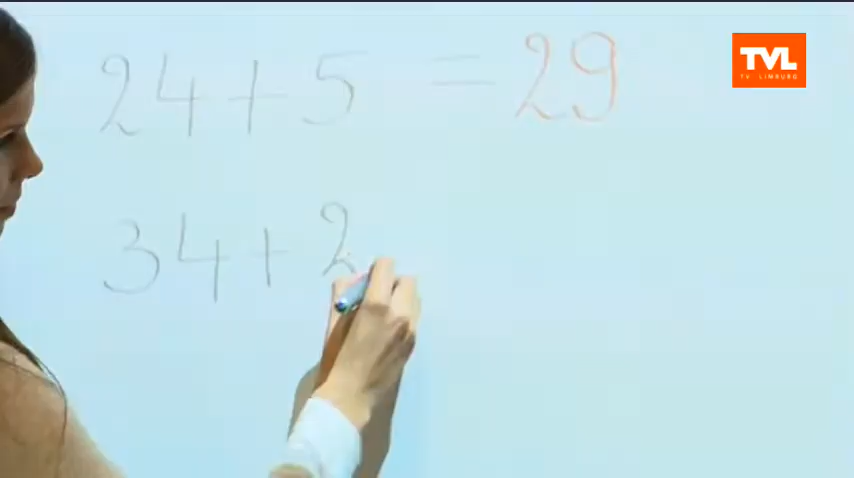 24 + 5 = 29
34 + 2
TVL
TV LIMBURG